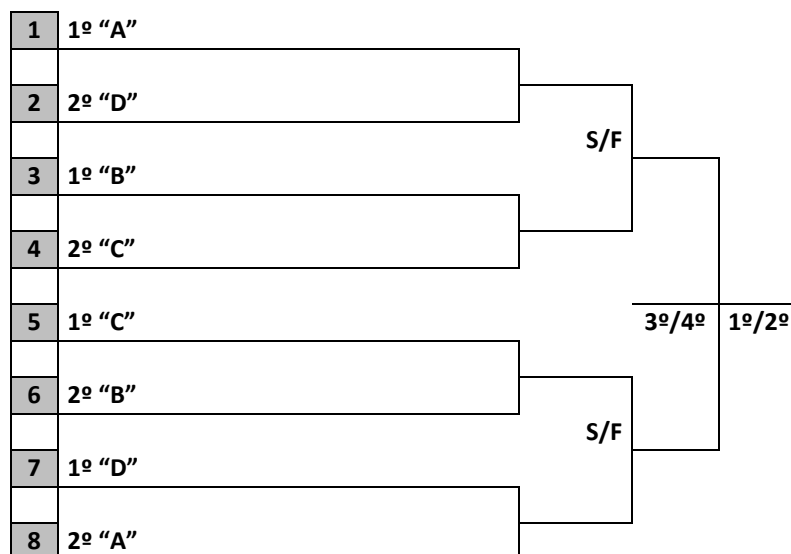 1 1º “A”
2 2º “D”
S/F
3 1º “B”
4 2º “C”
5 1º “C”
3º/4º 1º/2º
6 2º “B”
S/F
7 1º “D”
8 2º “A”